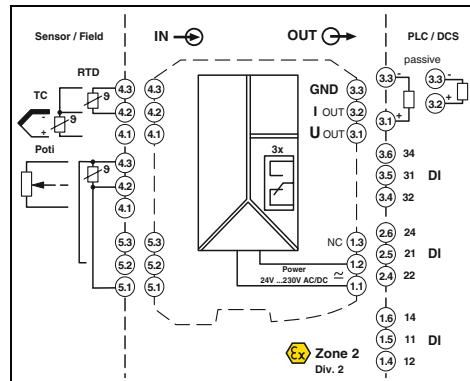 Sensor / Field
IN
OUT
PLC / DCS
RTD
passive
TC
ϑ
4.3
4.3
GND
3.3
3.3
-
3.3
-
-
ϑ
4.2
4.2
I OUT
3.2
3.2
+
+
4.1
4.1
U OUT
3.1
3.1
+
Poti
3x
3.6 34
4.3
ϑ
3.5 31 DI
4.2
3.4 32
4.1
2.6 24
5.3
5.3
NC 1.3
2.5 21 DI
5.2
5.2
Power
1.2
2.4 22
5.1
5.1
24V ...230V AC/DC
1.1
1.6 14
Ex Zone 2
1.5 11 DI
Div. 2
1.4 12